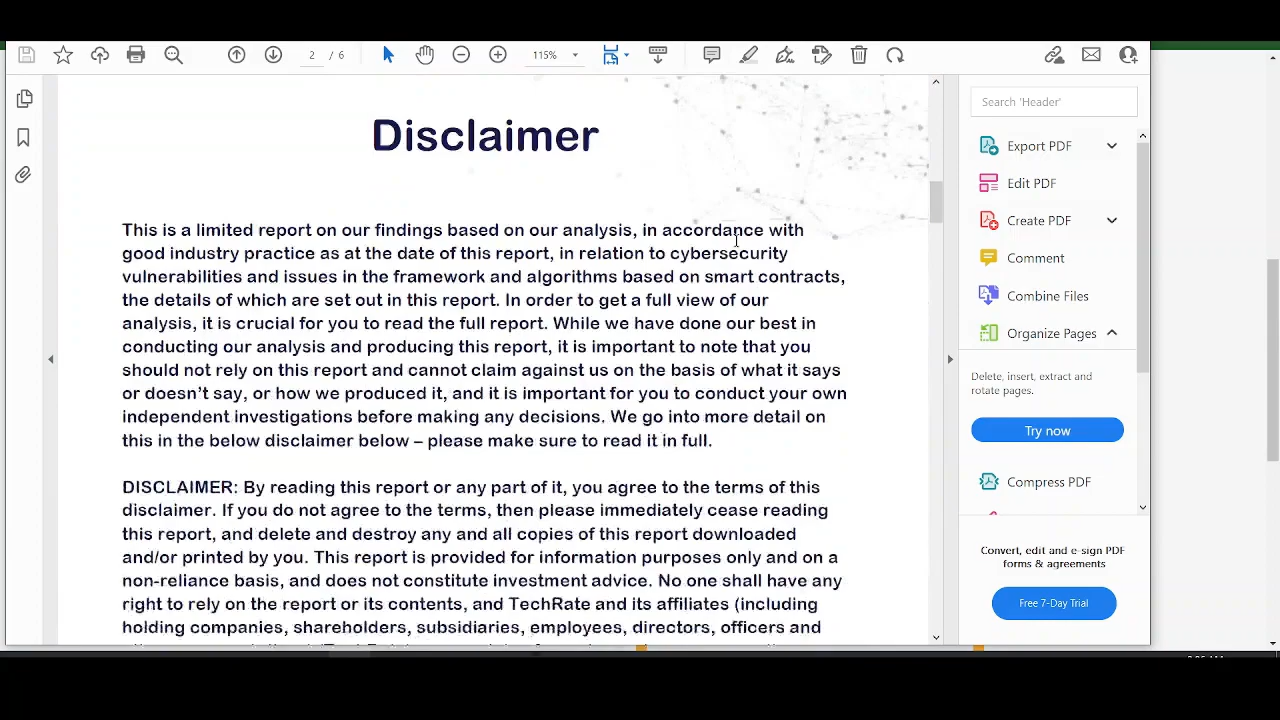 2 / 6
115%
Disclaimer
This is a limited report on our findings based on our analysis, in accordance with
good industry practice as at the date of this report, in relation to cybersecurity
vulnerabilities and issues in the framework and algorithms based on smart contracts,
the details of which are set out in this report. In order to get a full view of our
analysis, it is crucial for you to read the full report. While we have done our best in
conducting our analysis and producing this report, it is important to note that you
should not rely on this report and cannot claim against us on the basis of what it says
or doesn’t say, or how we produced it, and it is important for you to conduct your own
independent investigations before making any decisions. We go into more detail on
this in the below disclaimer below – please make sure to read it in full.
DISCLAIMER: By reading this report or any part of it, you agree to the terms of this
disclaimer. If you do not agree to the terms, then please immediately cease reading
this report, and delete and destroy any and all copies of this report downloaded
and/or printed by you. This report is provided for information purposes only and on a
non-reliance basis, and does not constitute investment advice. No one shall have any
right to rely on the report or its contents, and TechRate and its affiliates (including
holding companies, shareholders, subsidiaries, employees, directors, officers and
Search 'Header'
Export PDF
Edit PDF
Create PDF
Comment
Combine Files
Organize Pages
Delete, insert, extract and
rotate pages.
Try now
Compress PDF
Convert, edit and e-sign PDF
forms & agreements
Free 7-Day Trial